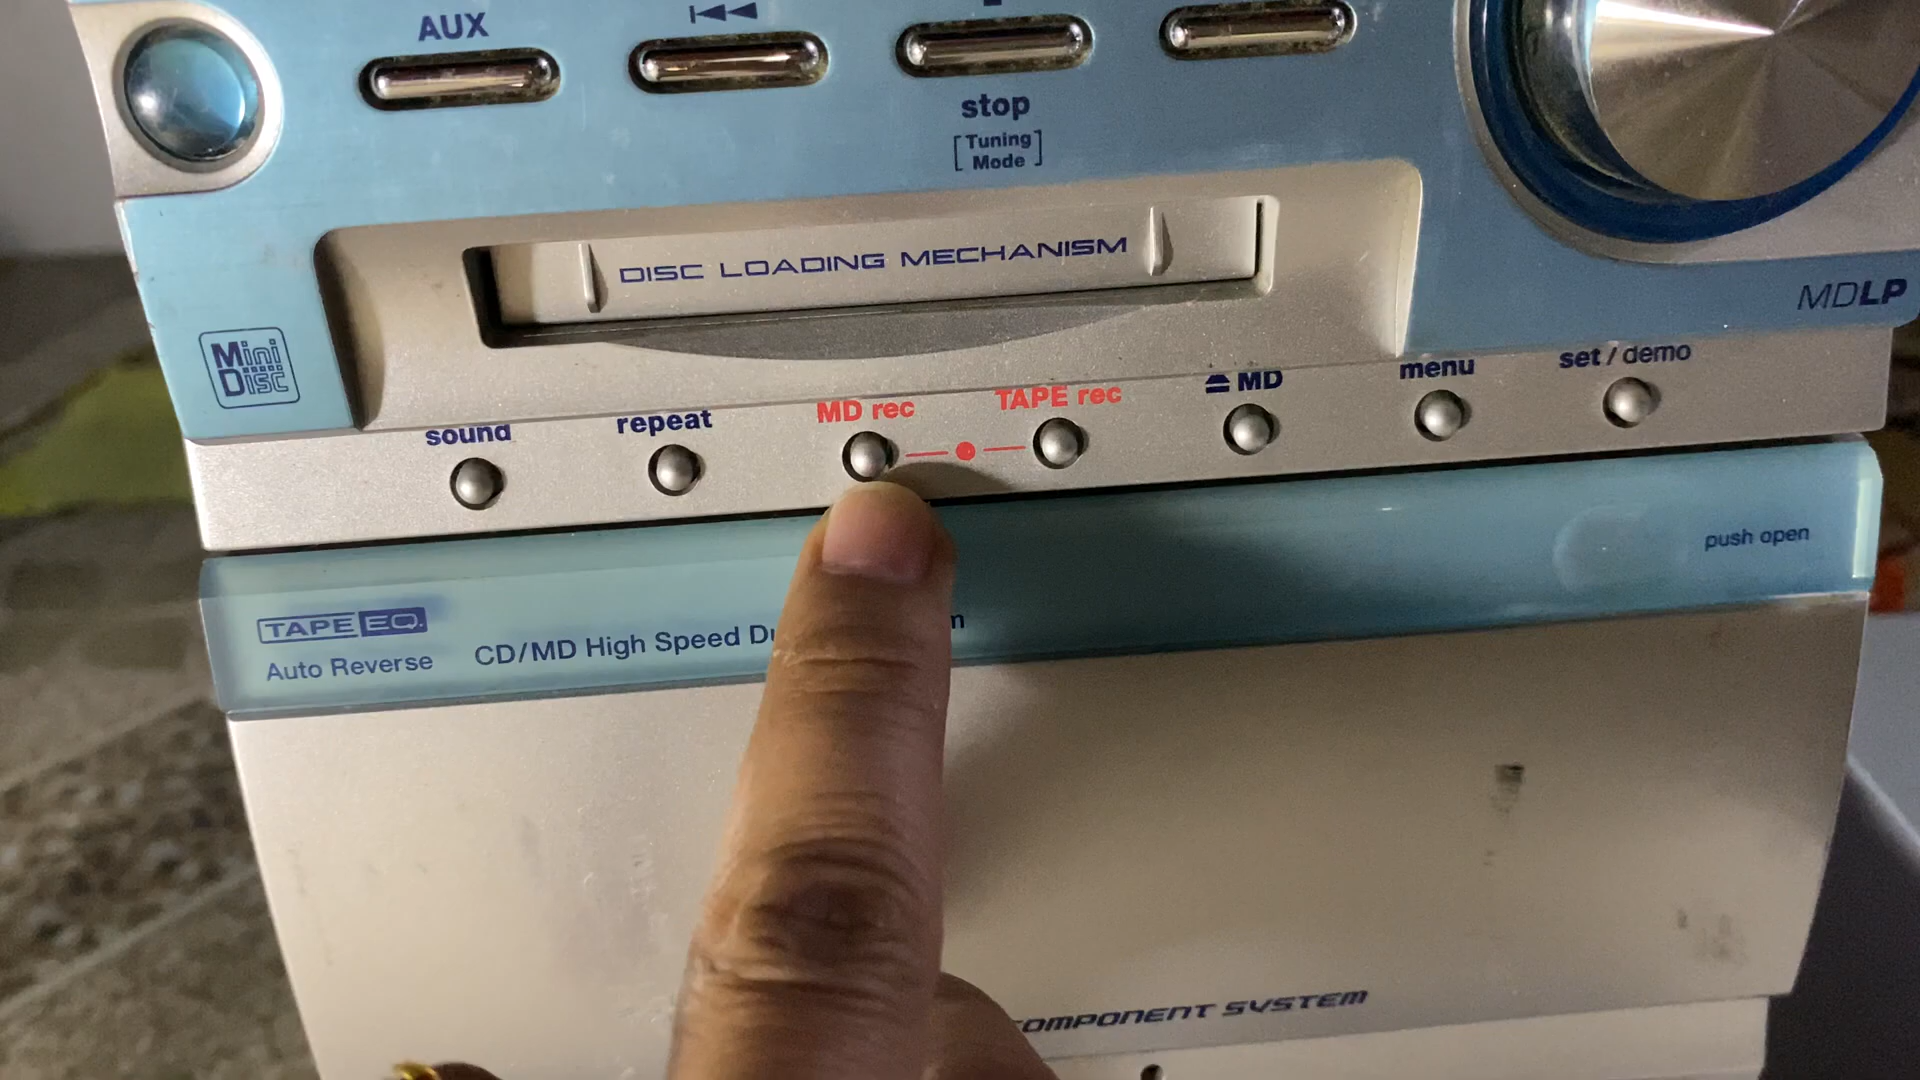 AUX
stop
[Tuning
Mode]
DISC LOADING MECHANISM
MDLP
Mini
Disc
sound
repeat
MD rec
TAPE rec
MD
menu
set / demo
push open
TAPE EQ.
Auto Reverse
CD/MD High Speed
SYSTEM